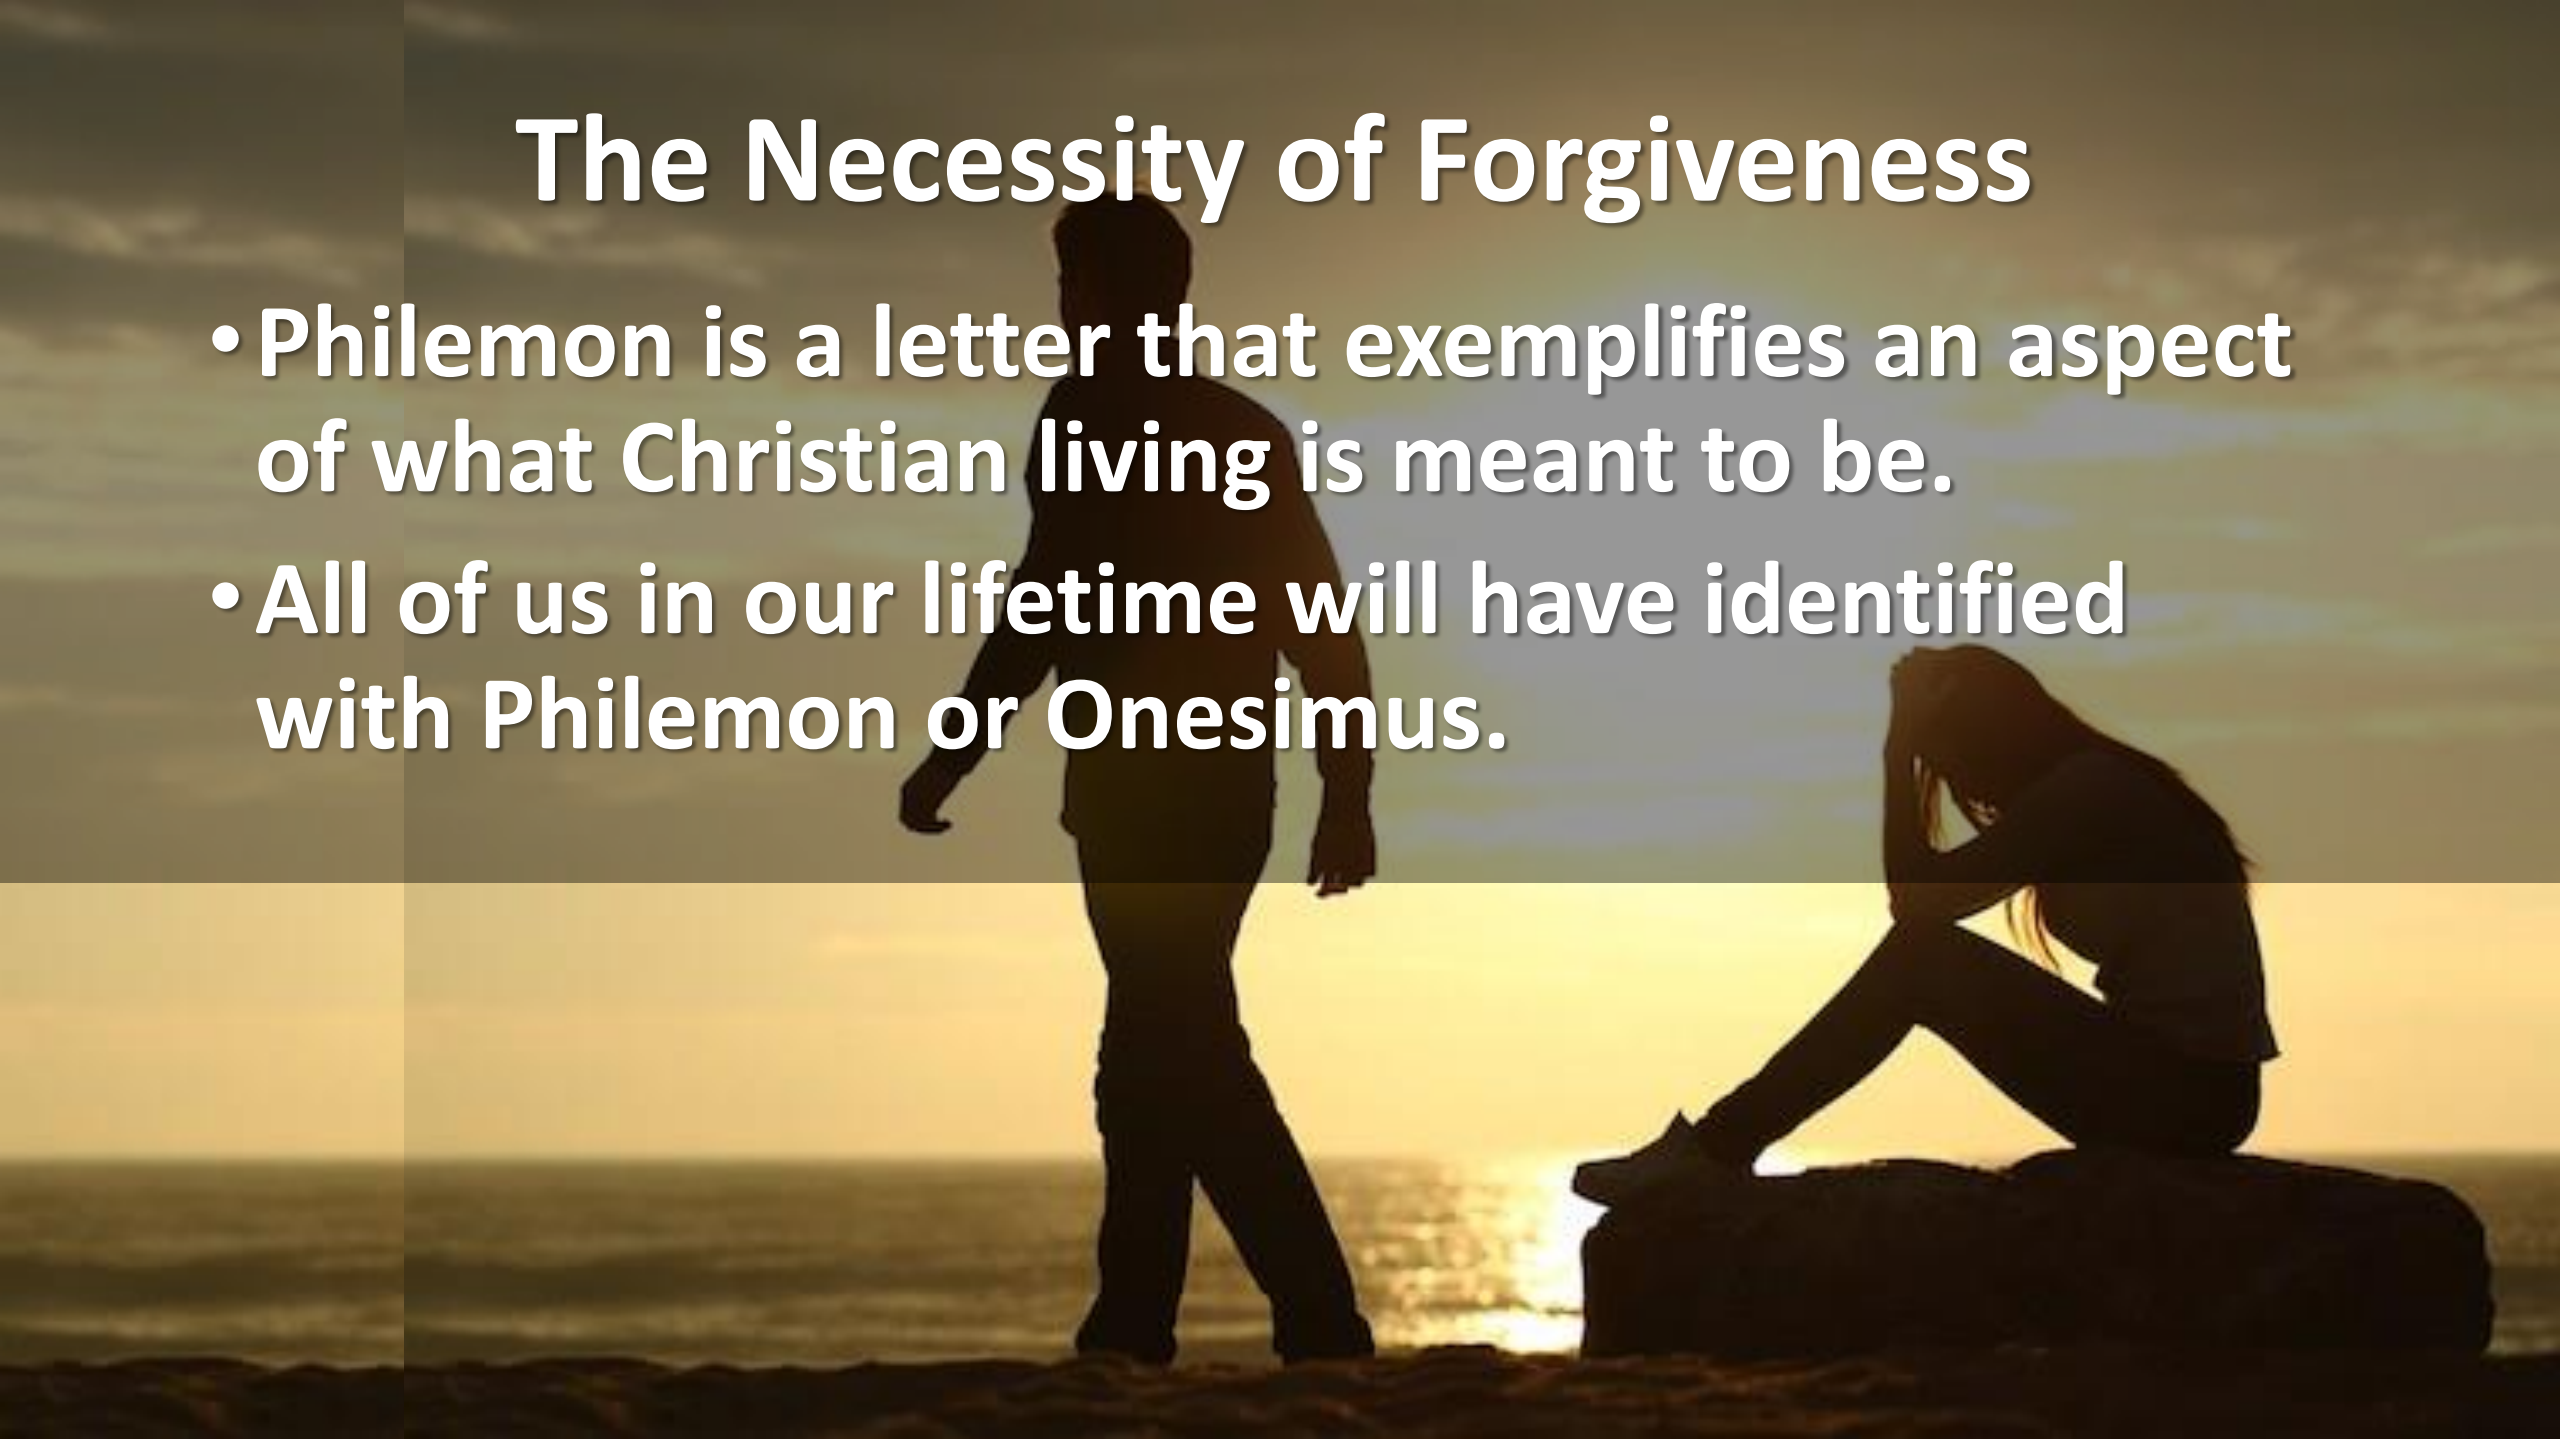 The Necessity of Forgiveness
•Philemon is a letter that exemplifies an aspect
of what Christian living is meant to be.
•All of us in our lifetime will have identified
with Philemon or Onesimus.